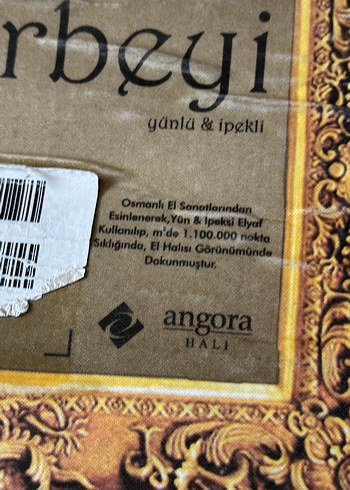 rbeyi
yünlü & ipekli
Osmanlı El Sanatlarından
Esinlenerek,Yün & İpeksi Elyaf
Kullanılıp, m²de 1.100.000 nokta
Sıklığında, El Halısı Görünümünde
Dokunmuştur.
angora
HALI